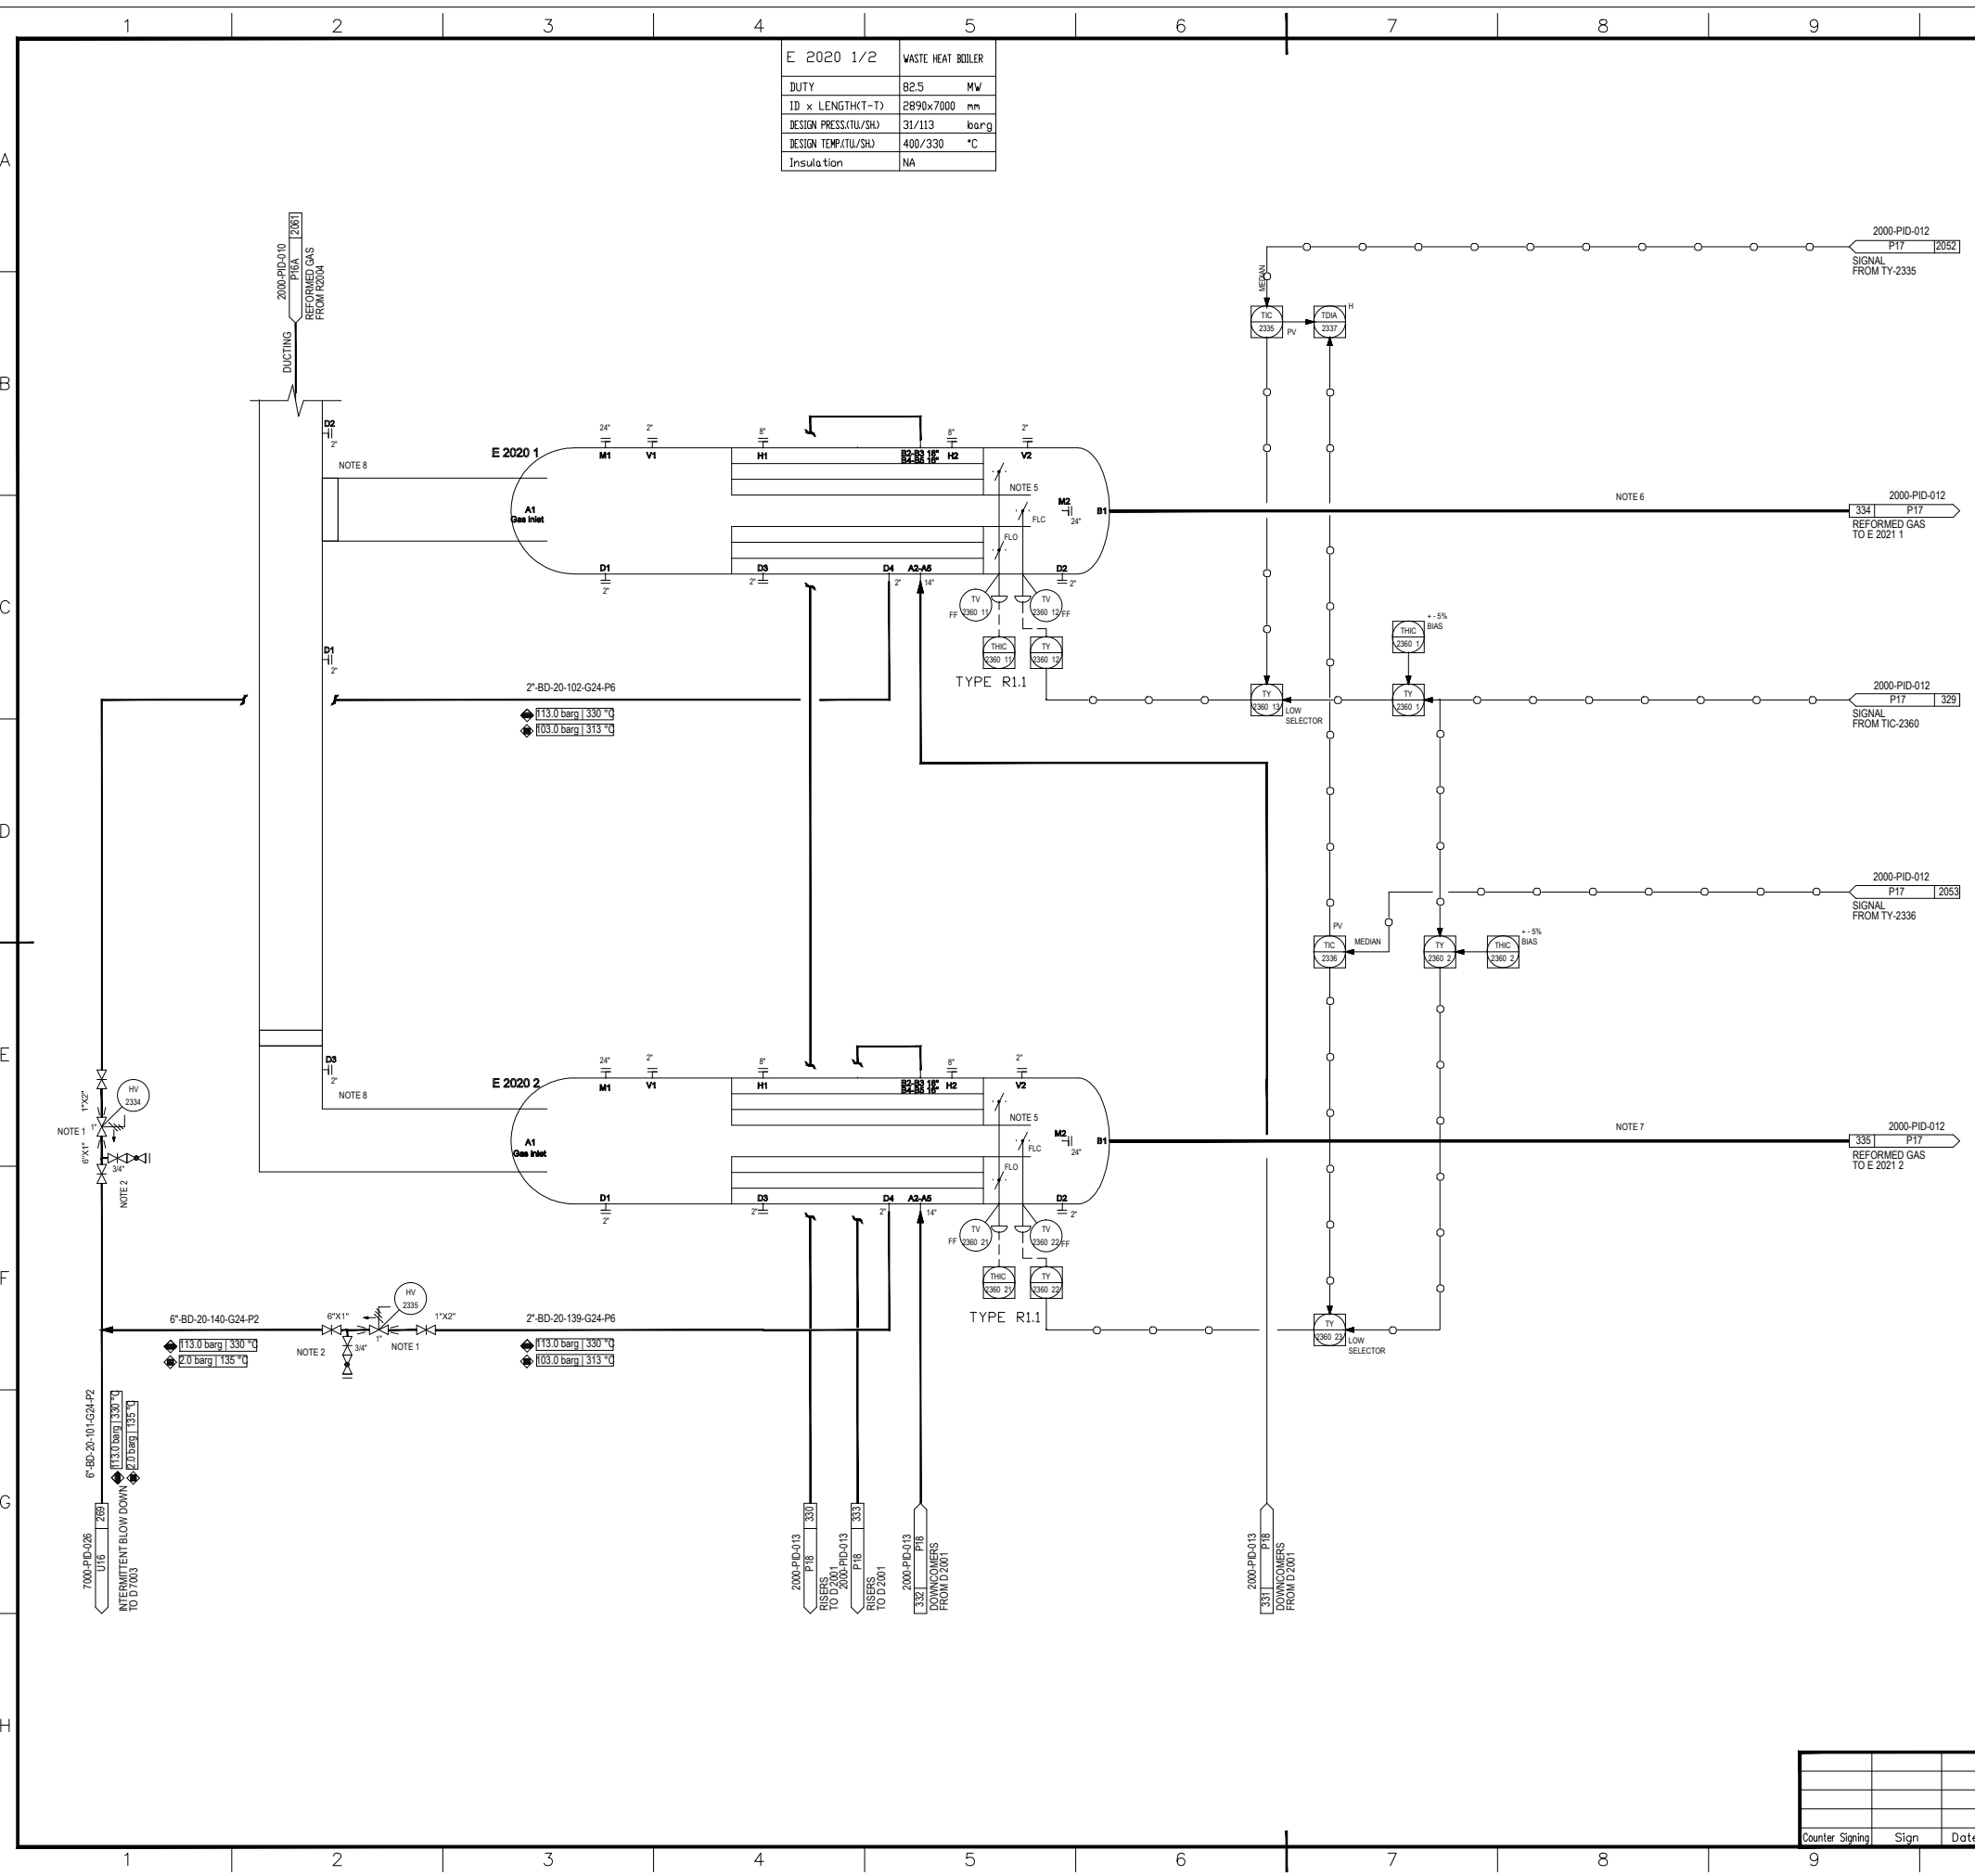 1 2 3 4 5 6 7 8 9
E 2020 1/2 WASTE HEAT BOILER
DUTY 82.5 MW
ID x LENGTH(T-T) 2890x7000 mm
DESIGN PRESS.(TU./SH.) 31/113 barg
DESIGN TEMP.(TU./SH.) 400/330 °C
Insulation NA
A
B
C
D
E
F
G
H
2000-PID-010
P16A 2061
REFORMED GAS
FROM R2004
DUCTING
2000-PID-012
P17 2052
SIGNAL
FROM TY-2335
MEDIAN
TIC
2335
PV
TDIA
2337
H
D2
2"
NOTE 8
E 2020 1
24"
M1
2"
V1
8"
H1
B2-B3 18"
B4-B5 16"
8"
H2
2"
V2
NOTE 5
M2
24"
A1
Gas Inlet
B1
FLC
FLO
NOTE 6
2000-PID-012
334 P17
REFORMED GAS
TO E 2021 1
D1
2"
D3
2"
D4
2"
A2-A5
14"
D2
2"
TV
2360 11
FF
TV
2360 12
FF
THIC
2360 11
TY
2360 12
TYPE R1.1
THIC
2360 1
+ - 5%
BIAS
D1
2"
2"-BD-20-102-G24-P6
113.0 barg | 330 °C
103.0 barg | 313 °C
TY
2360 13
LOW
SELECTOR
TY
2360 1
2000-PID-012
P17 329
SIGNAL
FROM TIC-2360
2000-PID-012
P17 2053
SIGNAL
FROM TY-2336
PV
TIC
2336
MEDIAN
TY
2360 2
THIC
2360 2
+ - 5%
BIAS
D3
2"
NOTE 8
E 2020 2
24"
M1
2"
V1
8"
H1
B2-B3 18"
B4-B5 16"
8"
H2
2"
V2
NOTE 5
M2
24"
A1
Gas Inlet
B1
FLC
FLO
NOTE 7
2000-PID-012
335 P17
REFORMED GAS
TO E 2021 2
HV
2334
1"X2"
1"
NOTE 1
6"X1"
3/4"
NOTE 2
D1
2"
D3
2"
D4
2"
A2-A5
14"
D2
2"
TV
2360 21
FF
TV
2360 22
FF
THIC
2360 21
TY
2360 22
TYPE R1.1
HV
2335
6"-BD-20-140-G24-P2
113.0 barg | 330 °C
2.0 barg | 135 °C
6"X1"
1"
1"X2"
NOTE 2
3/4"
NOTE 1
2"-BD-20-139-G24-P6
113.0 barg | 330 °C
103.0 barg | 313 °C
TY
2360 23
LOW
SELECTOR
6"-BD-20-101-G24-P2
113.0 barg | 330 °C
2.0 barg | 135 °C
7000-PID-026
U16 269
INTERMITTENT BLOW DOWN
TO D7003
2000-PID-013
P18 330
RISERS
TO D2001
2000-PID-013
P18 333
RISERS
TO D2001
2000-PID-013
332 P18
DOWNCOMERS
FROM D2001
2000-PID-013
331 P18
DOWNCOMERS
FROM D2001
Counter Signing Sign Date
1 2 3 4 5 6 7 8 9